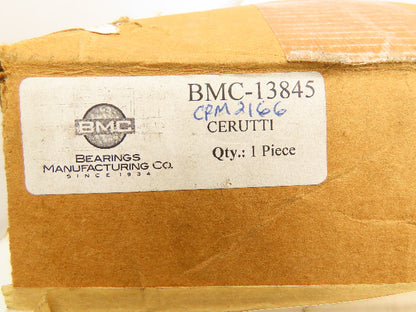 BMC-13845
CPM2166
CERUTTI
Qty.: 1 Piece
BMC
BEARINGS
MANUFACTURING CO.
SINCE 1934